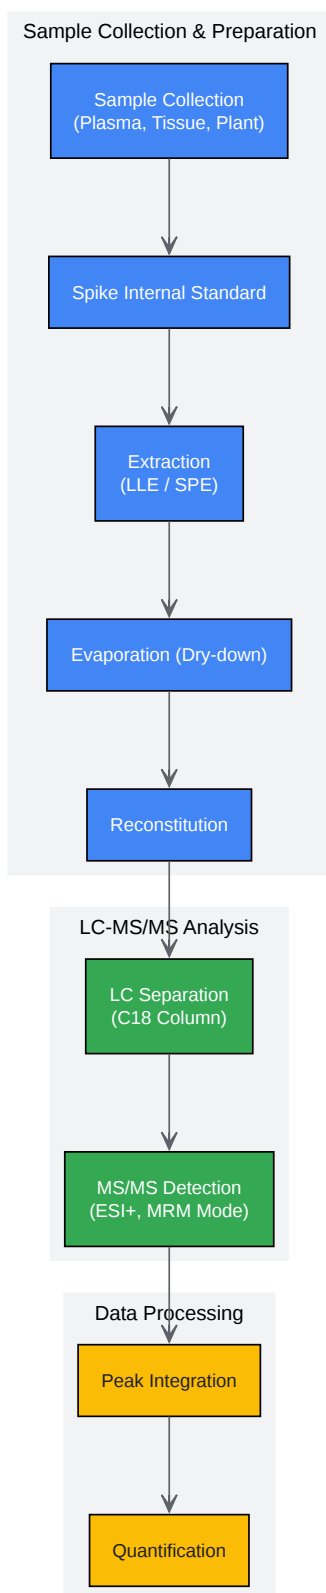 Sample Collection & Preparation
Sample Collection
(Plasma, Tissue, Plant)
Spike Internal Standard
Extraction
(LLE / SPE)
Evaporation (Dry-down)
Reconstitution
LC-MS/MS Analysis
LC Separation
(C18 Column)
MS/MS Detection
(ESI+, MRM Mode)
Data Processing
Peak Integration
Quantification